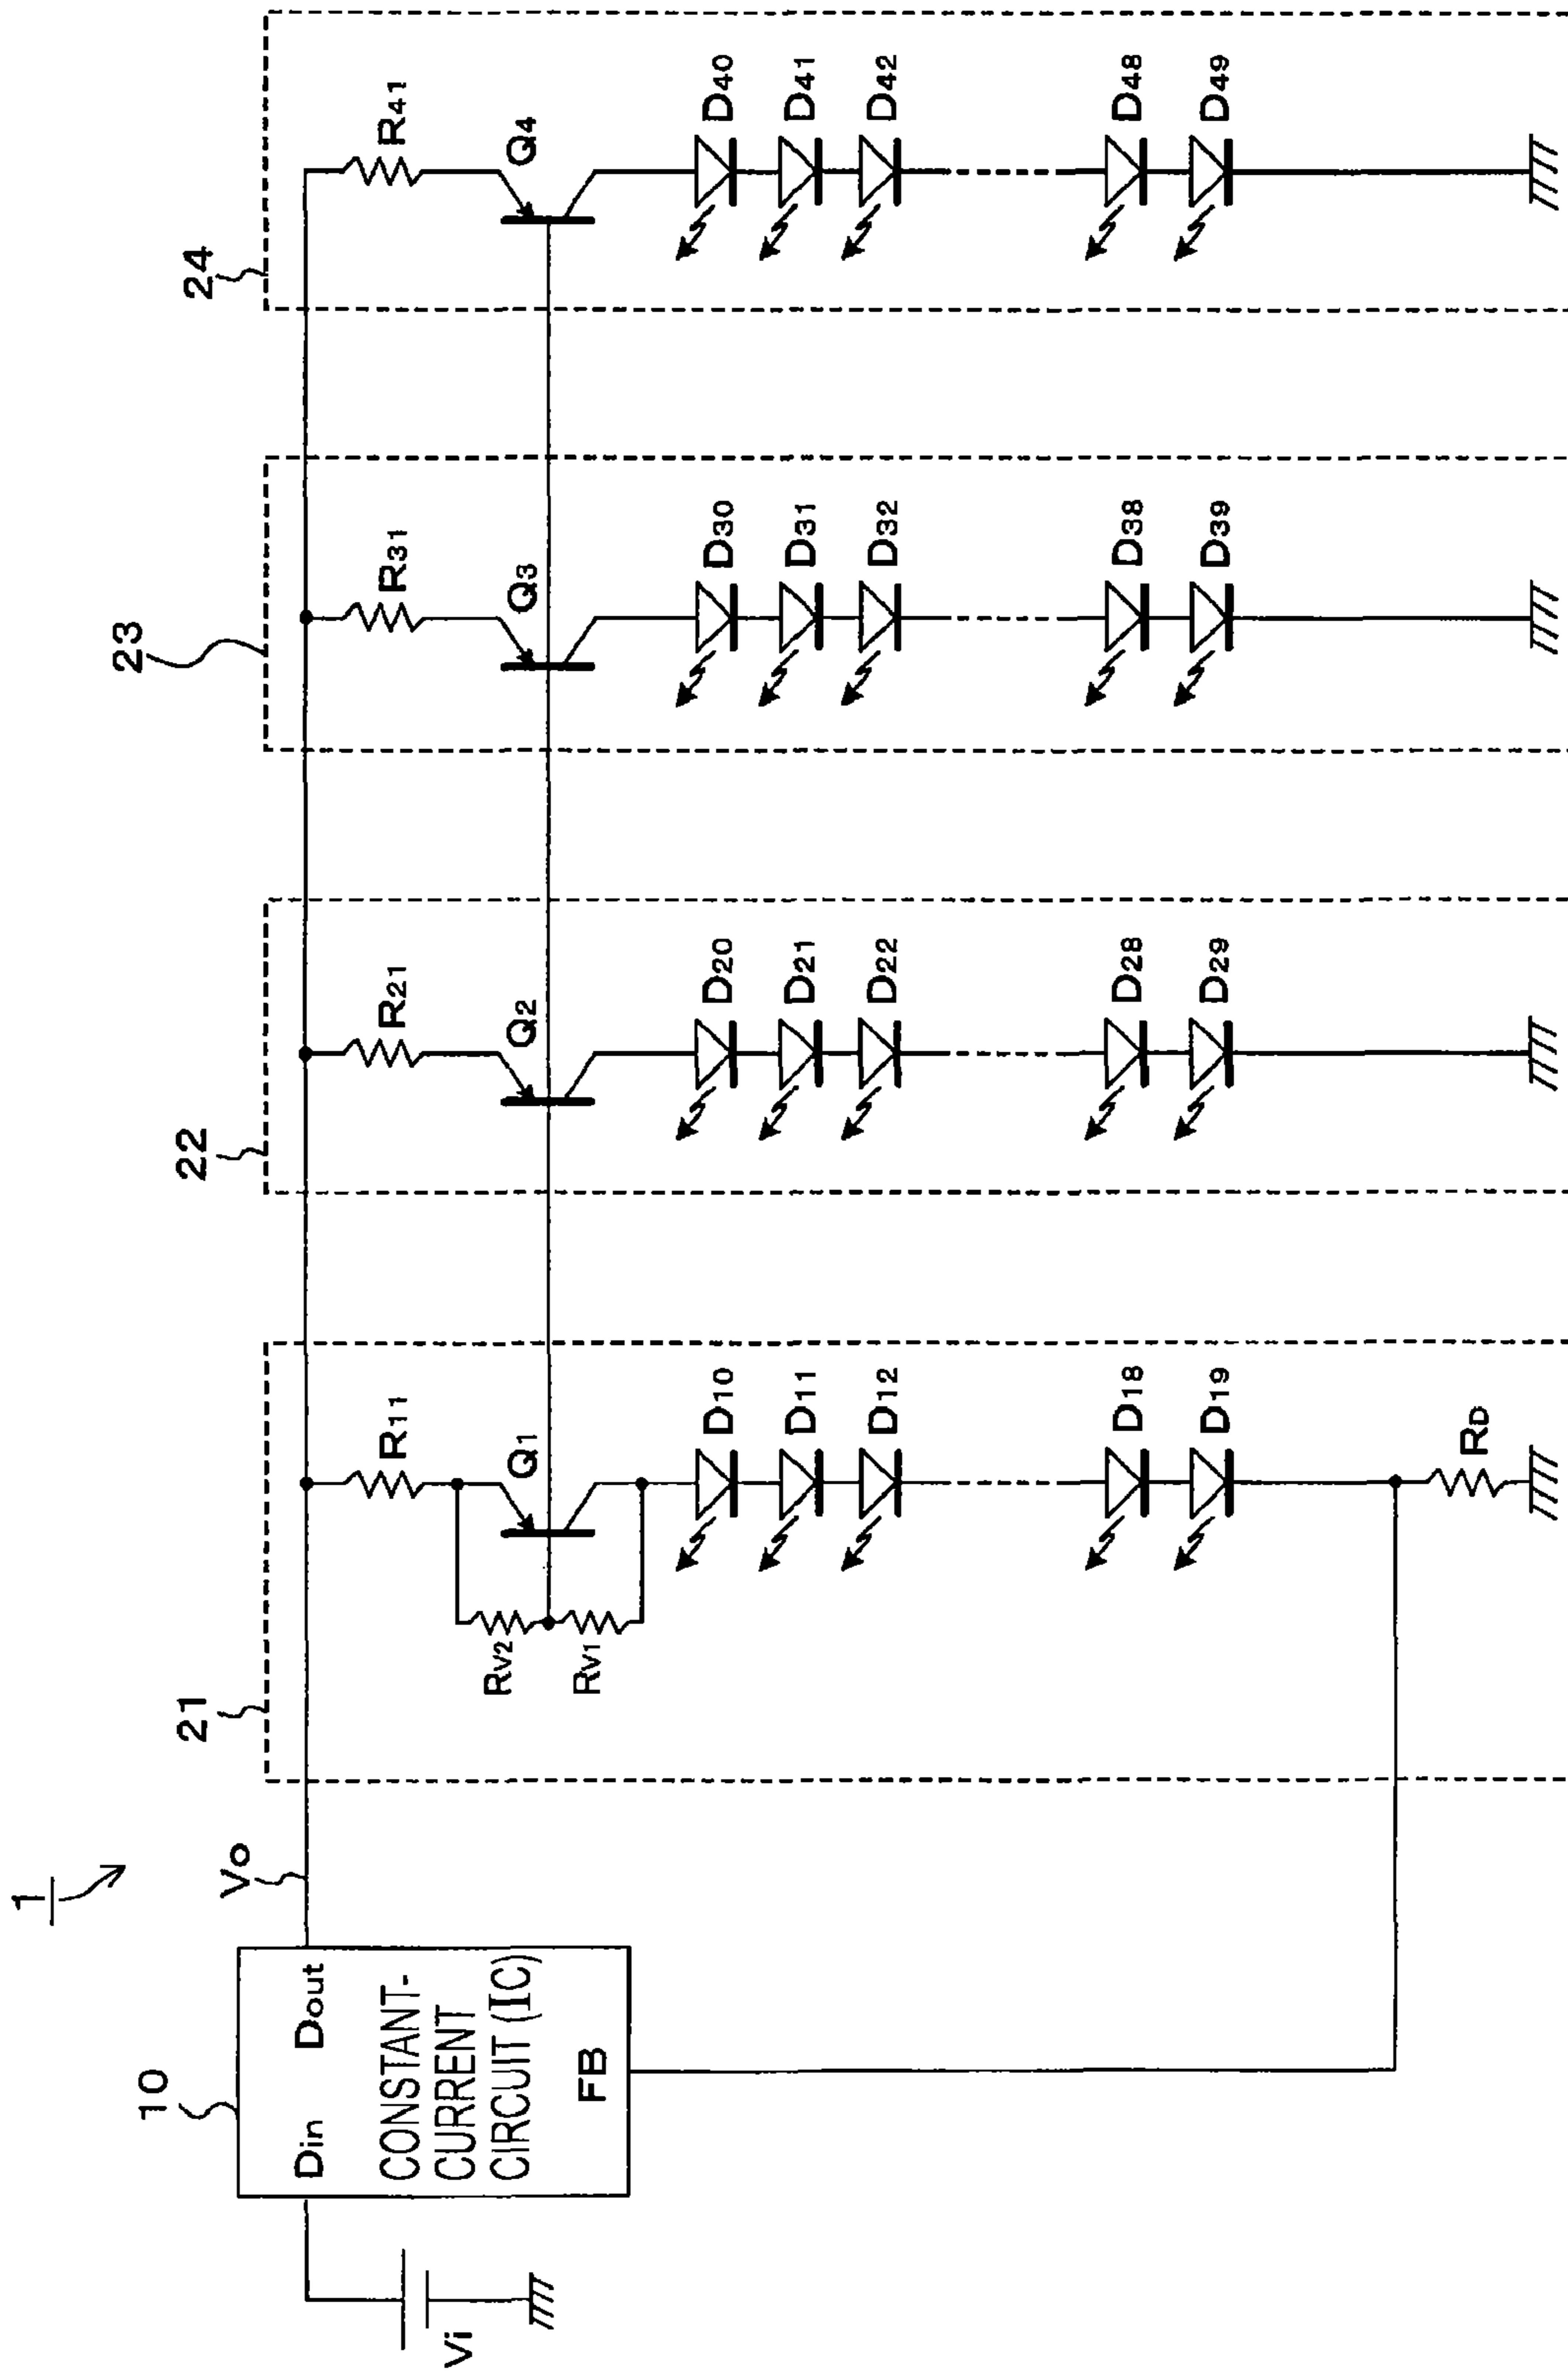 1
10
Din
Dout
CONSTANT-
CURRENT
CIRCUIT (IC)
FB
Vi
Vo
21
R11
Q1
RV2
RV1
D10
D11
D12
D18
D19
RD
22
R21
Q2
D20
D21
D22
D28
D29
23
R31
Q3
D30
D31
D32
D38
D39
24
R41
Q4
D40
D41
D42
D48
D49